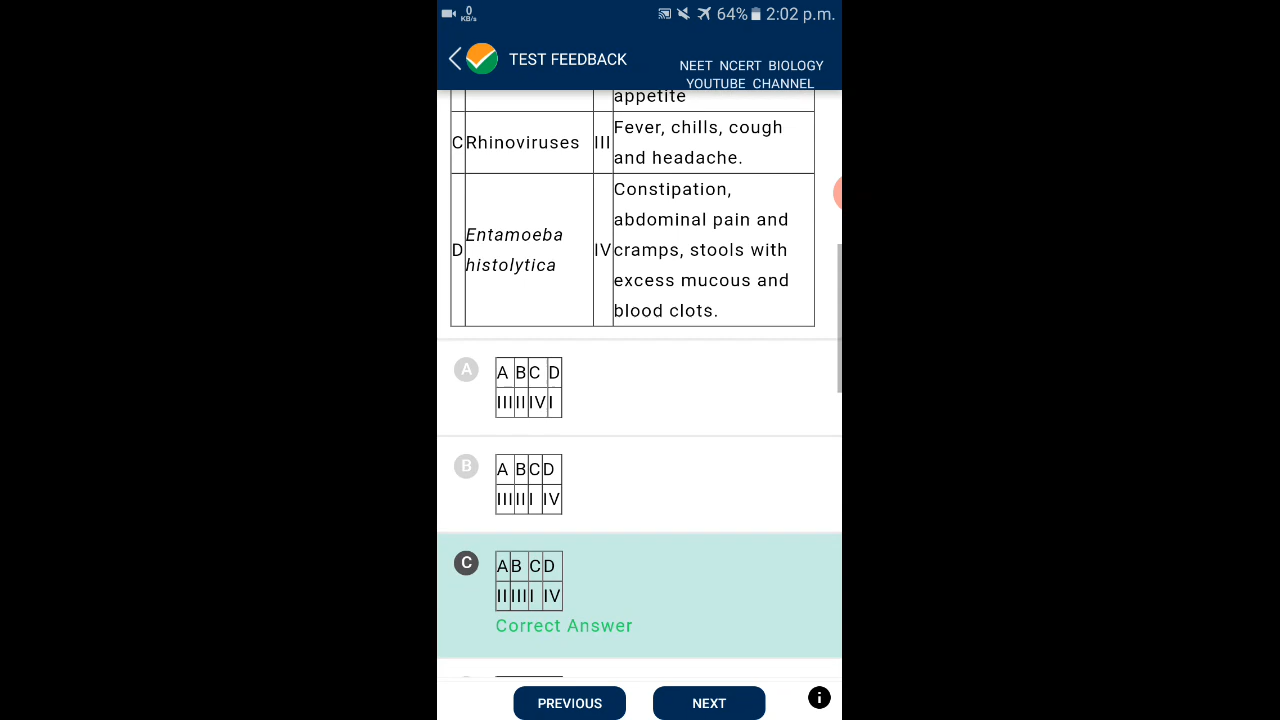 0
KB/s
64% 2:02 p.m.
TEST FEEDBACK
NEET NCERT BIOLOGY
YOUTUBE CHANNEL
appetite
C Rhinoviruses III Fever, chills, cough
and headache.
D Entamoeba
histolytica
IV Constipation,
abdominal pain and
cramps, stools with
excess mucous and
blood clots.
A
A B C D
III II IV I
B
A B C D
III II I IV
C
A B C D
II III I IV
Correct Answer
PREVIOUS NEXT i